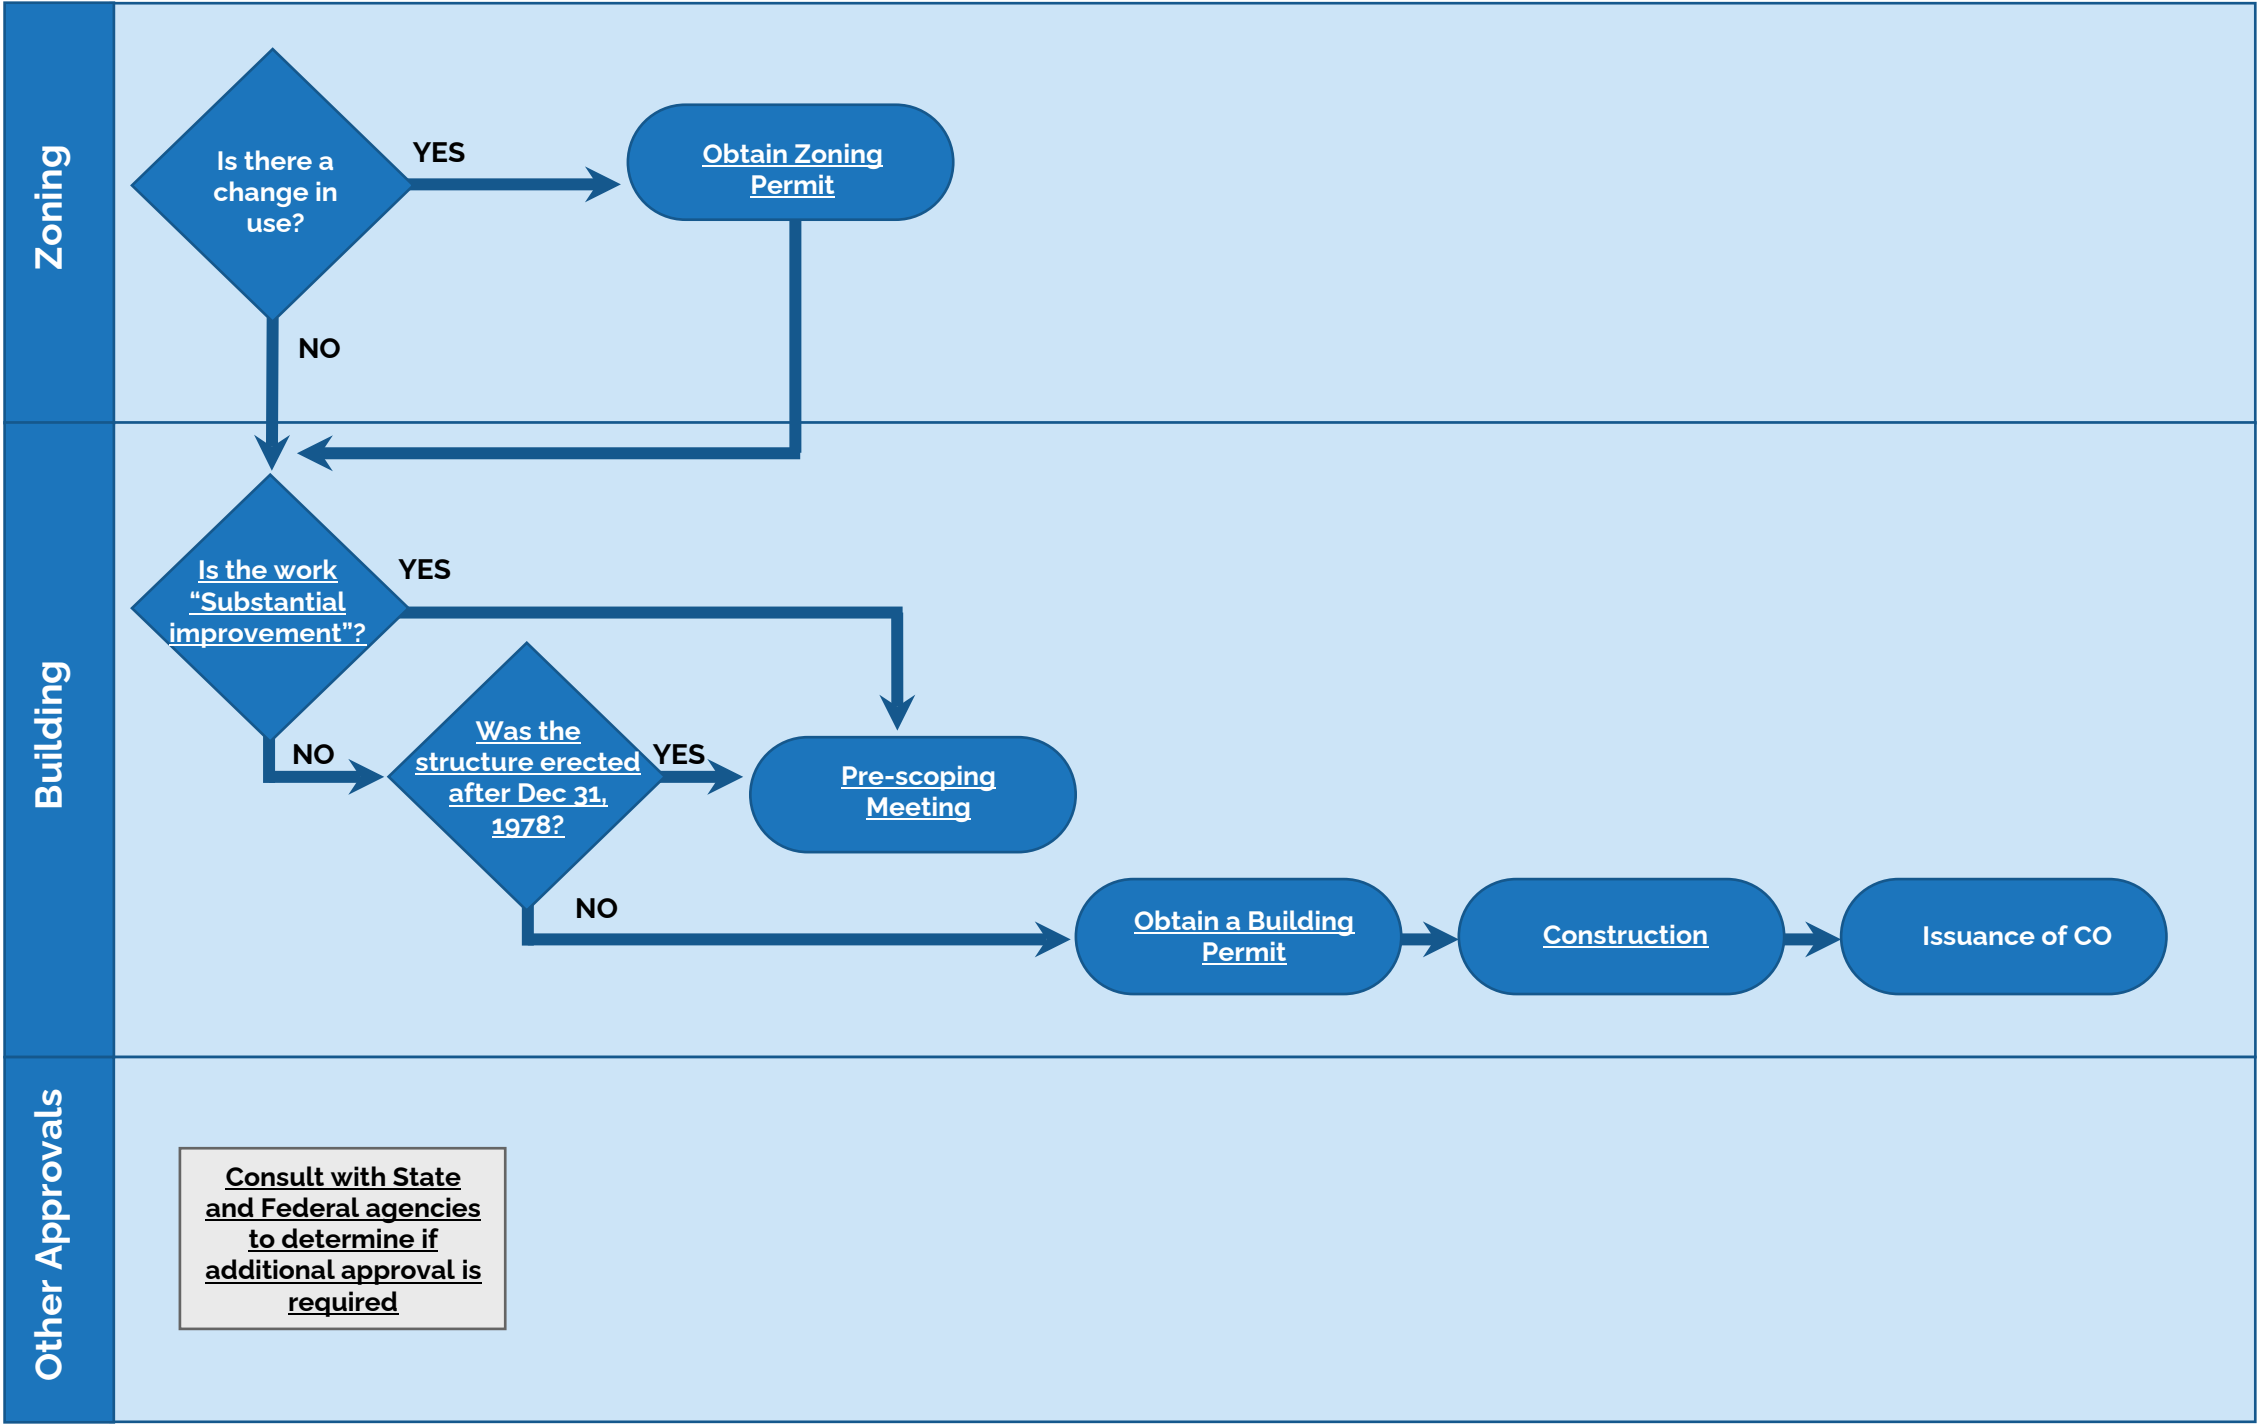 Zoning
Is there a
change in
use?
YES
Obtain Zoning
Permit
NO
Building
Is the work
“Substantial
improvement”?
YES
NO
Was the
structure erected
after Dec 31,
1978?
YES
Pre-scoping
Meeting
NO
Obtain a Building
Permit
Construction
Issuance of CO
Other Approvals
Consult with State
and Federal agencies
to determine if
additional approval is
required